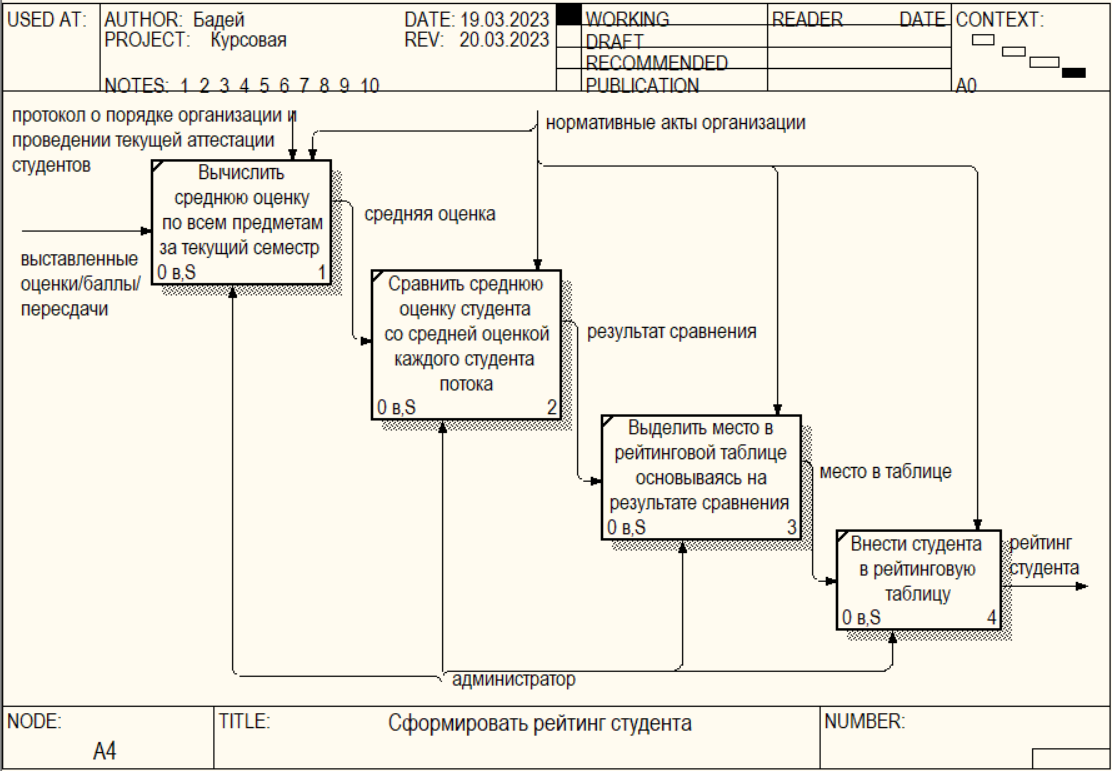 USED AT:
AUTHOR: Бадей
DATE: 19.03.2023
PROJECT: Курсовая
REV: 20.03.2023
NOTES: 1 2 3 4 5 6 7 8 9 10
WORKING
DRAFT
RECOMMENDED
PUBLICATION
READER
DATE
CONTEXT:
A0
протокол о порядке организации и
проведении текущей аттестации
студентов
нормативные акты организации
Вычислить
среднюю оценку
по всем предметам
за текущий семестр
0 в,S
1
средняя оценка
выставленные
оценки/баллы/
пересдачи
Сравнить среднюю
оценку студента
со средней оценкой
каждого студента
потока
0 в,S
2
результат сравнения
Выделить место в
рейтинговой таблице
основываясь на
результате сравнения
0 в,S
3
место в таблице
Внести студента
в рейтинговую
таблицу
0 в,S
4
рейтинг
студента
администратор
NODE:
A4
TITLE:
Сформировать рейтинг студента
NUMBER: